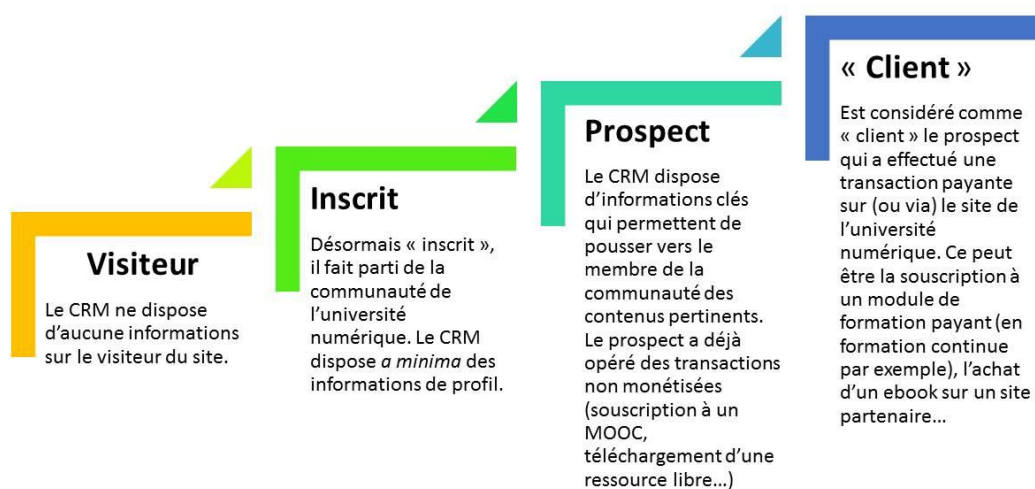 Visiteur
Le CRM ne dispose
d'aucune informations
sur le visiteur du site.
Inscrit
Désormais « inscrit »,
il fait parti de la
communauté de
l'université
numérique. Le CRM
dispose a minima des
informations de profil.
Prospect
Le CRM dispose
d'informations clés
qui permettent de
pousser vers le
membre de la
communauté des
contenus pertinents.
Le prospect a déjà
opéré des transactions
non monétisées
(souscription à un
MOOC,
téléchargement d'une
ressource libre...)
« Client »
Est considéré comme
« client » le prospect
qui a effectué une
transaction payante
sur (ou via) le site de
l'université
numérique. Ce peut
être la souscription à
un module de
formation payant (en
formation continue
par exemple), l'achat
d'un ebook sur un site
partenaire...